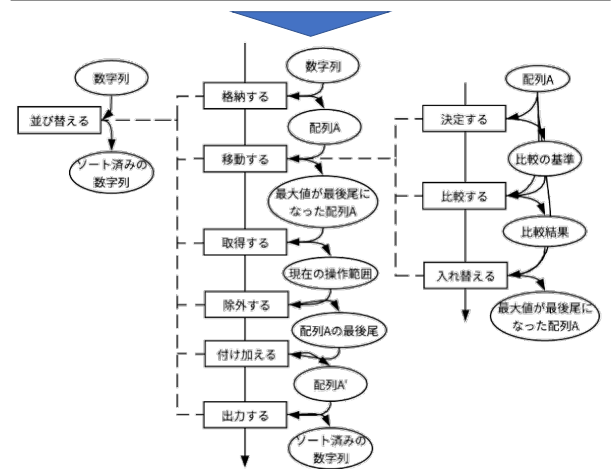 数字列
並び替える
ソート済みの
数字列
数字列
格納する
配列A
移動する
最大値が最後尾に
なった配列A
取得する
現在の操作範囲
除外する
配列Aの最後尾
付け加える
配列A'
出力する
ソート済みの
数字列
配列A
決定する
比較の基準
比較する
比較結果
入れ替える
最大値が最後尾に
なった配列A